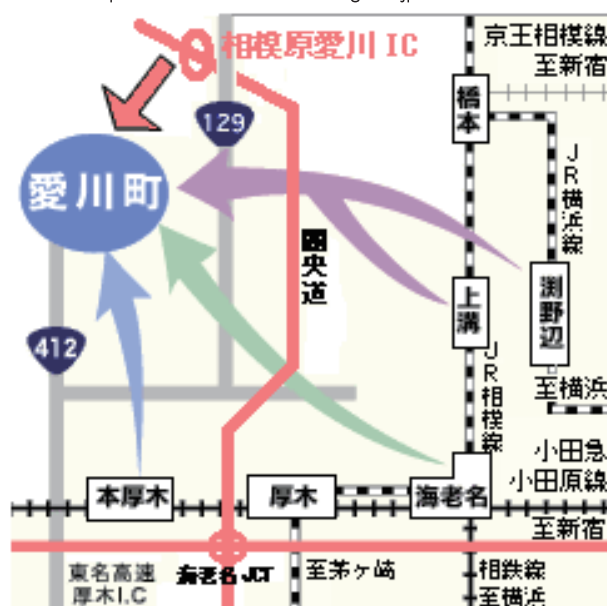 相模原愛川IC
京王相模線
至新宿
129
橋本
愛川町
JR横浜線
圏央道
上溝
渕野辺
412
JR相模線
至横浜
小田急
小田原線
本厚木
厚木
海老名
至新宿
東名高速
厚木I.C
海老名JCT
至茅ヶ崎
相鉄線
至横浜